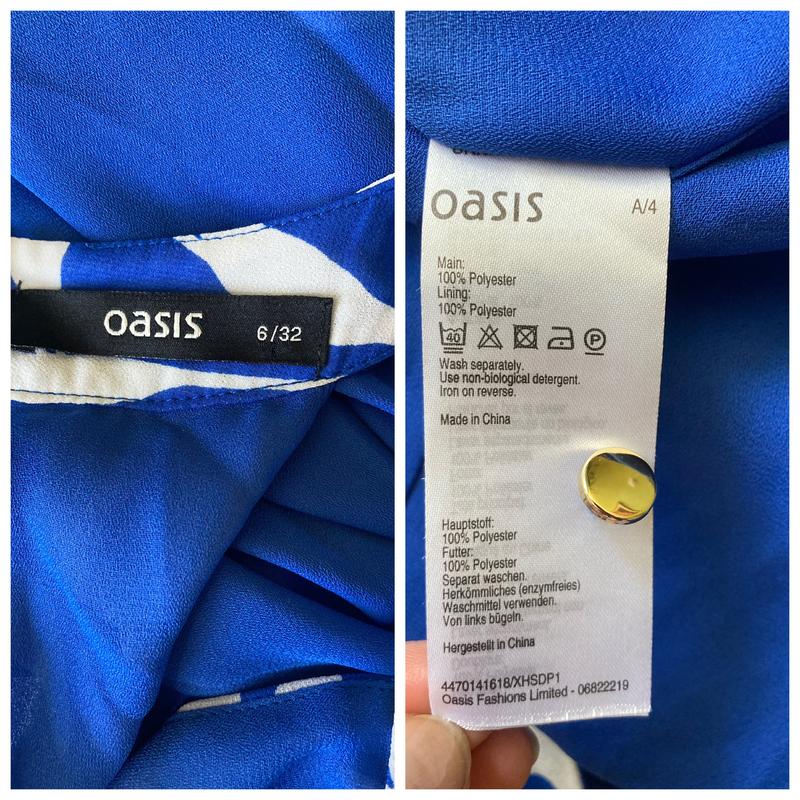 oasis
6/32
oasis
A/4
Main:
100% Polyester
Lining:
100% Polyester
40
P
Wash separately.
Use non-biological detergent.
Iron on reverse.
Made in China
Hauptstoff:
100% Polyester
Futter:
100% Polyester
Separat waschen.
Herkömmliches (enzymfreies)
Waschmittel verwenden.
Von links bügeln.
Hergestellt in China
4470141618/XHSDP1
Oasis Fashions Limited - 06822219